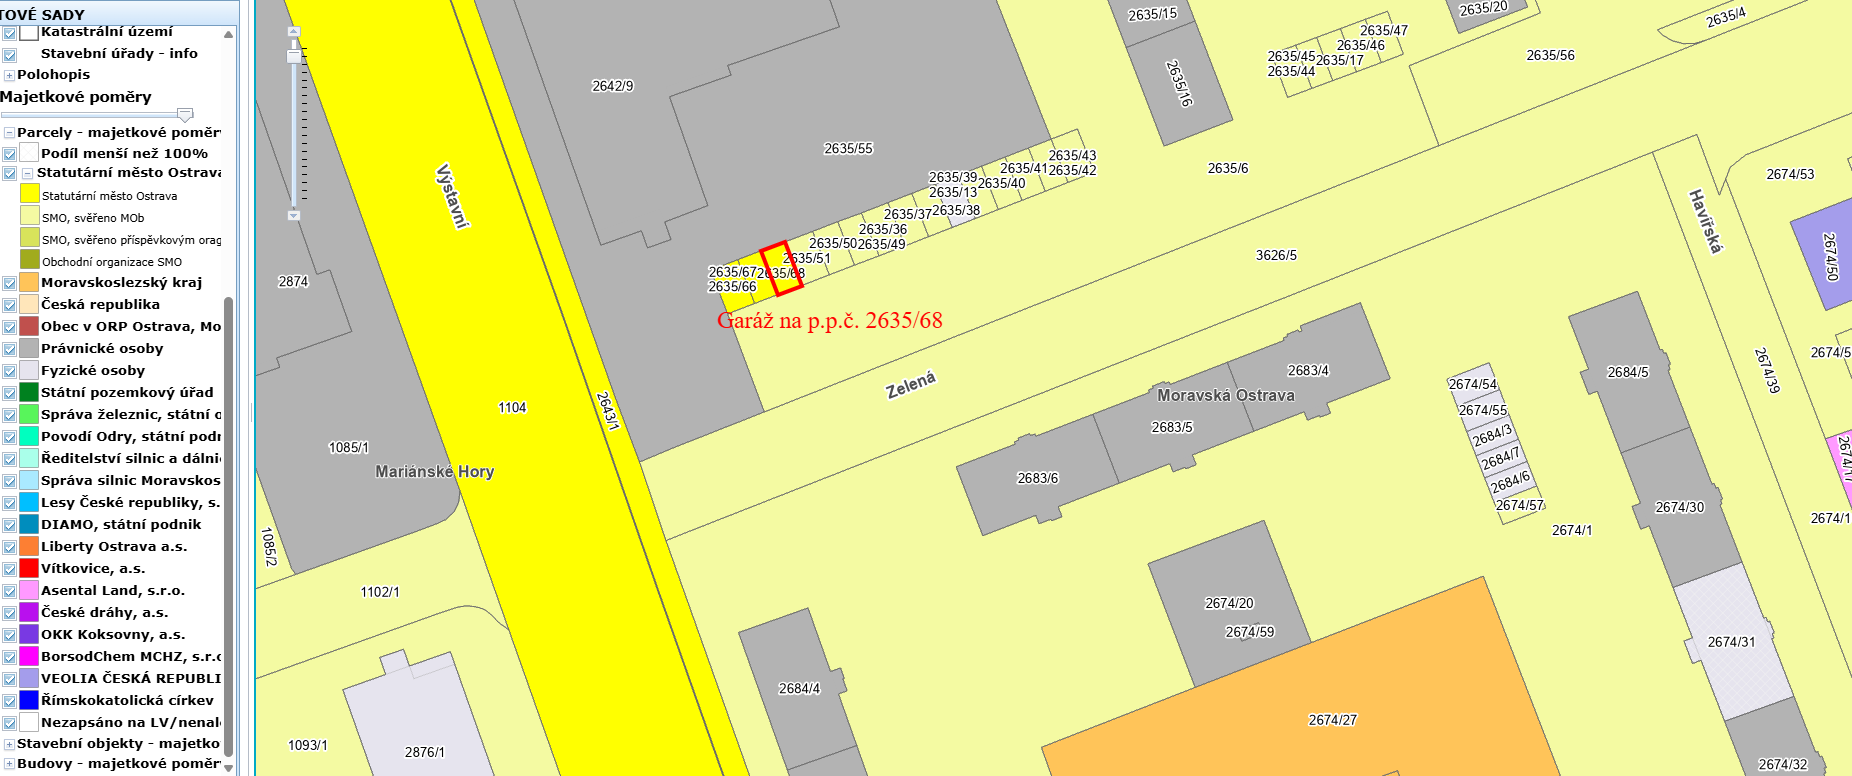 TOVÉ SADY
Katastrální území
Stavební úřady - info
Polohopis
Majetkové poměry
Parcely - majetkové poměr
Podíl menší než 100%
Statutární město Ostrava
Statutární město Ostrava
SMO, svěřeno MOb
SMO, svěřeno příspěvkovým orag
Obchodní organizace SMO
Moravskoslezský kraj
Česká republika
Obec v ORP Ostrava, Mo
Právnické osoby
Fyzické osoby
Státní pozemkový úřad
Správa železnic, státní o
Povodí Odry, státní podn
Ředitelství silnic a dálni
Správa silnic Moravskos
Lesy České republiky, s.
DIAMO, státní podnik
Liberty Ostrava a.s.
Vítkovice, a.s.
Asental Land, s.r.o.
České dráhy, a.s.
OKK Koksovny, a.s.
BorsodChem MCHZ, s.r.o
VEOLIA ČESKÁ REPUBLI
Římskokatolická církev
Nezapsáno na LV/nenal
Stavební objekty - majetko
Budovy - majetkové poměr
2635/15
2635/20
2635/4
2635/47
2635/46
2635/45
2635/17
2635/44
2635/56
2642/9
2635/16
2635/55
2635/43
2635/41
2635/42
2635/6
2674/53
2635/39
2635/40
2635/13
Výstavní
2635/38
2635/37
Havířská
2635/36
2635/50
2635/49
2674/50
3626/5
2635/51
2635/67
2635/68
2635/66
2874
Garáž na p.p.č. 2635/68
2674/5
2674/39
2683/4
2684/5
Zelená
2674/54
Moravská Ostrava
1104
2643/1
2674/55
2683/5
2684/3
1085/1
Mariánské Hory
2684/7
2674/17
2683/6
2684/6
2674/57
2674/30
2674/1
2674/1
1085/2
1102/1
2674/20
2674/59
2674/31
2684/4
2674/27
1093/1
2876/1
2674/32